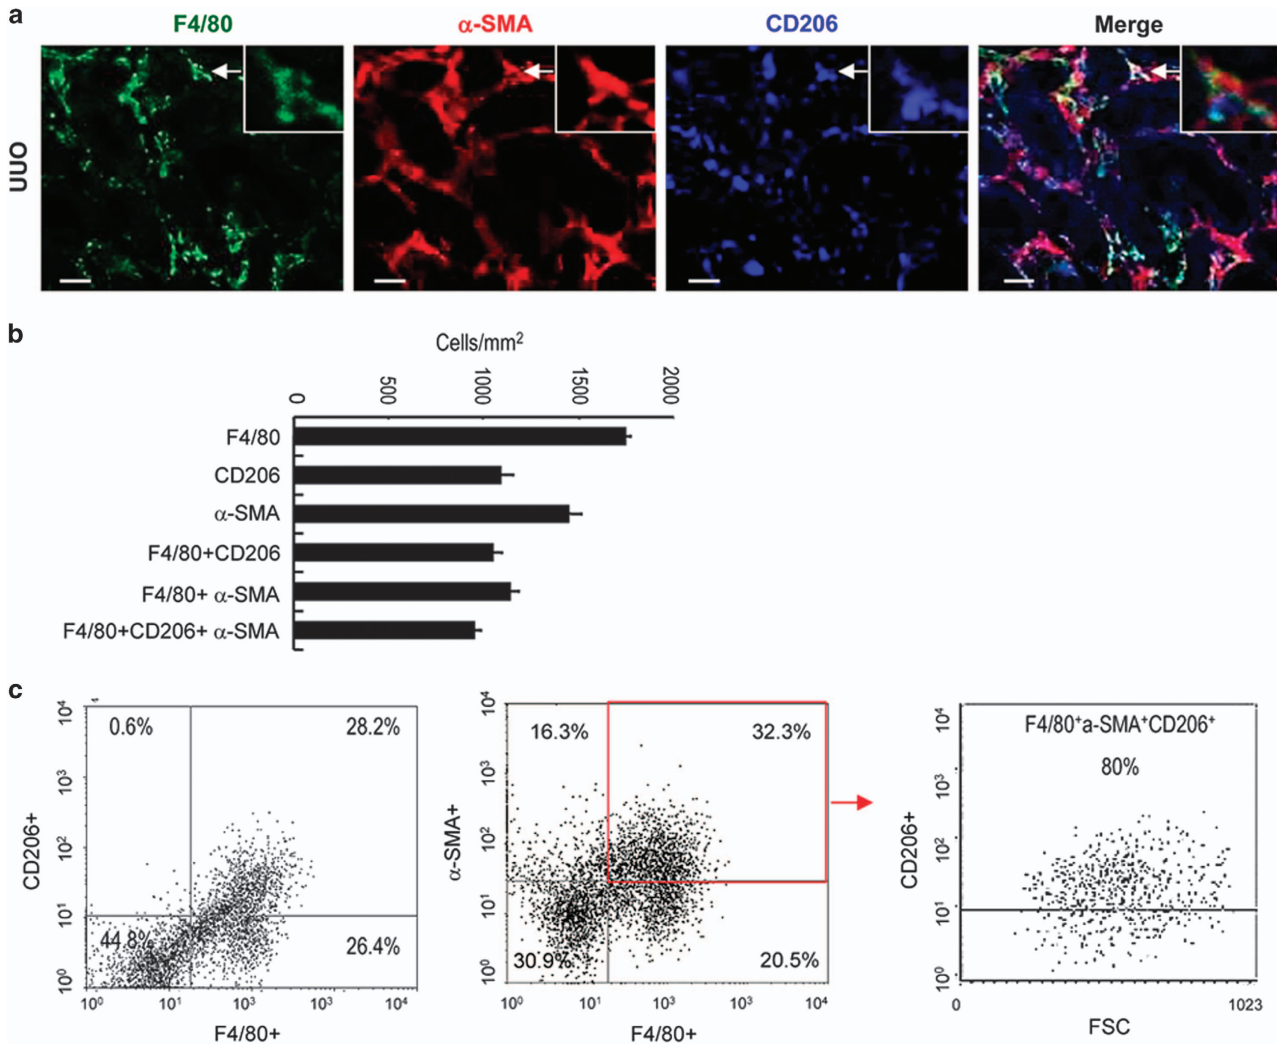 a
F4/80 α-SMA CD206 Merge
UUO
b
Cells/mm²
0 500 1000 1500 2000
F4/80
CD206
α-SMA
F4/80+CD206
F4/80+ α-SMA
F4/80+CD206+ α-SMA
c
CD206+
10⁴
10³
10²
10¹
10⁰
0.6% 28.2%
44.8% 26.4%
10⁰ 10¹ 10³ 10³ 10⁴
F4/80+
α-SMA+
10⁴
10³
10²
10¹
10⁰
16.3% 32.3%
30.9% 20.5%
10⁰ 10¹ 10³ 10³ 10⁴
F4/80+
CD206+
10⁴
10³
10²
10¹
10⁰
F4/80⁺a-SMA⁺CD206⁺
80%
0 1023
FSC